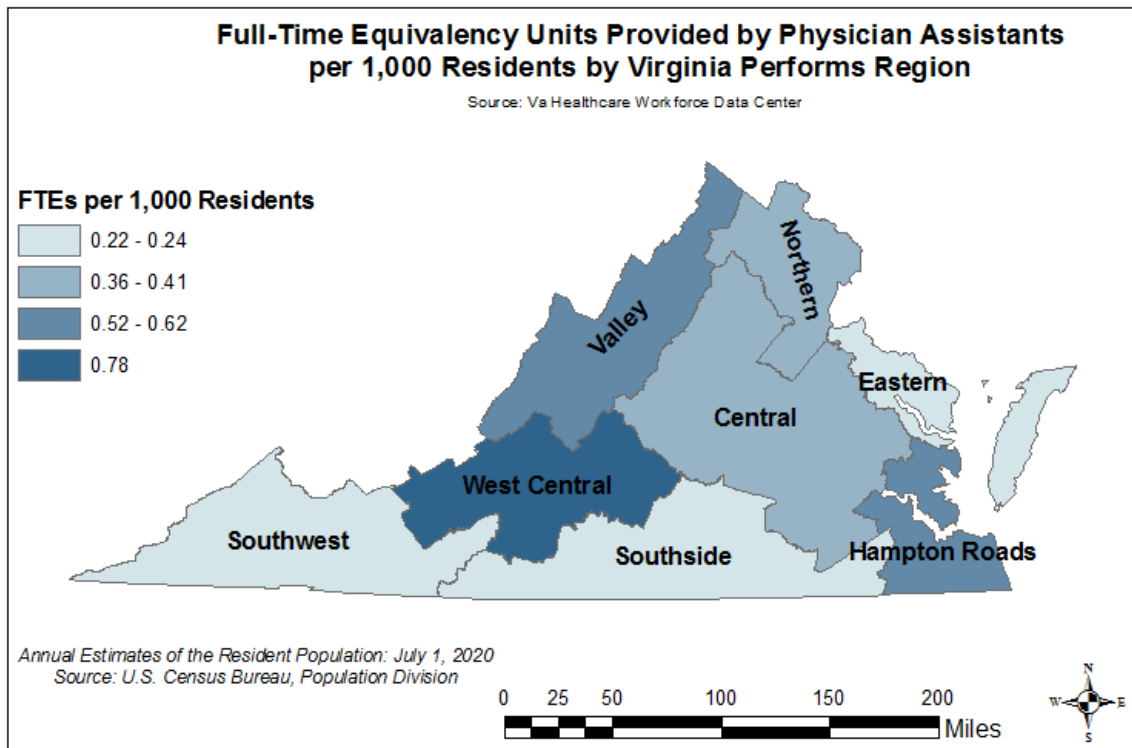 Full-Time Equivalency Units Provided by Physician Assistants
per 1,000 Residents by Virginia Performs Region
Source: Va Healthcare Workforce Data Center
FTEs per 1,000 Residents
0.22 - 0.24
0.36 - 0.41
0.52 - 0.62
0.78
Northern
Valley
Eastern
Central
West Central
Southwest
Southside
Hampton Roads
Annual Estimates of the Resident Population: July 1, 2020
Source: U.S. Census Bureau, Population Division
0 25 50 100 150 200
Miles
N
W E
S